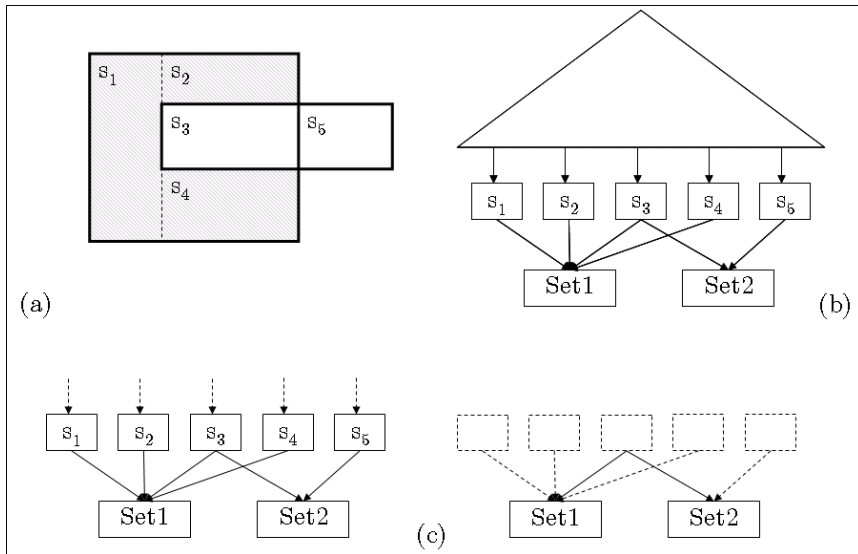 s1 s2
s3 s5
s4
(a)
s1 s2 s3 s4 s5
Set1 Set2
(b)
s1 s2 s3 s4 s5
Set1 Set2
(c)
Set1 Set2